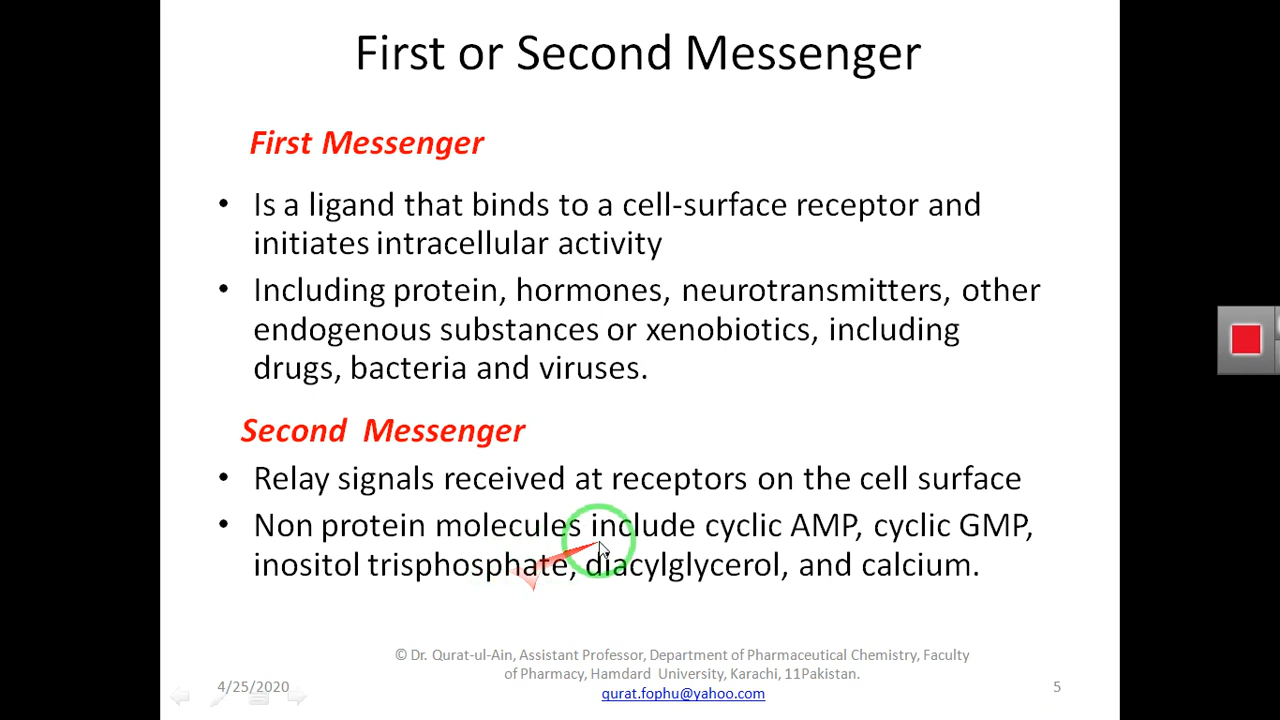 First or Second Messenger
First Messenger
• Is a ligand that binds to a cell-surface receptor and
initiates intracellular activity
• Including protein, hormones, neurotransmitters, other
endogenous substances or xenobiotics, including
drugs, bacteria and viruses.
Second Messenger
• Relay signals received at receptors on the cell surface
• Non protein molecules include cyclic AMP, cyclic GMP,
inositol trisphosphate, diacylglycerol, and calcium.
© Dr. Qurat-ul-Ain, Assistant Professor, Department of Pharmaceutical Chemistry, Faculty
of Pharmacy, Hamdard University, Karachi, 11Pakistan.
qurat.fophu@yahoo.com
4/25/2020
5